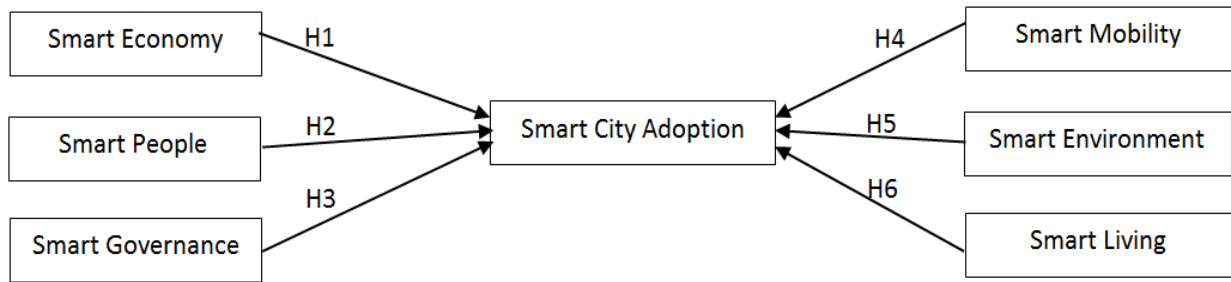 Smart Economy
H1
Smart People
H2
Smart Governance
H3
Smart City Adoption
H4
Smart Mobility
H5
Smart Environment
H6
Smart Living